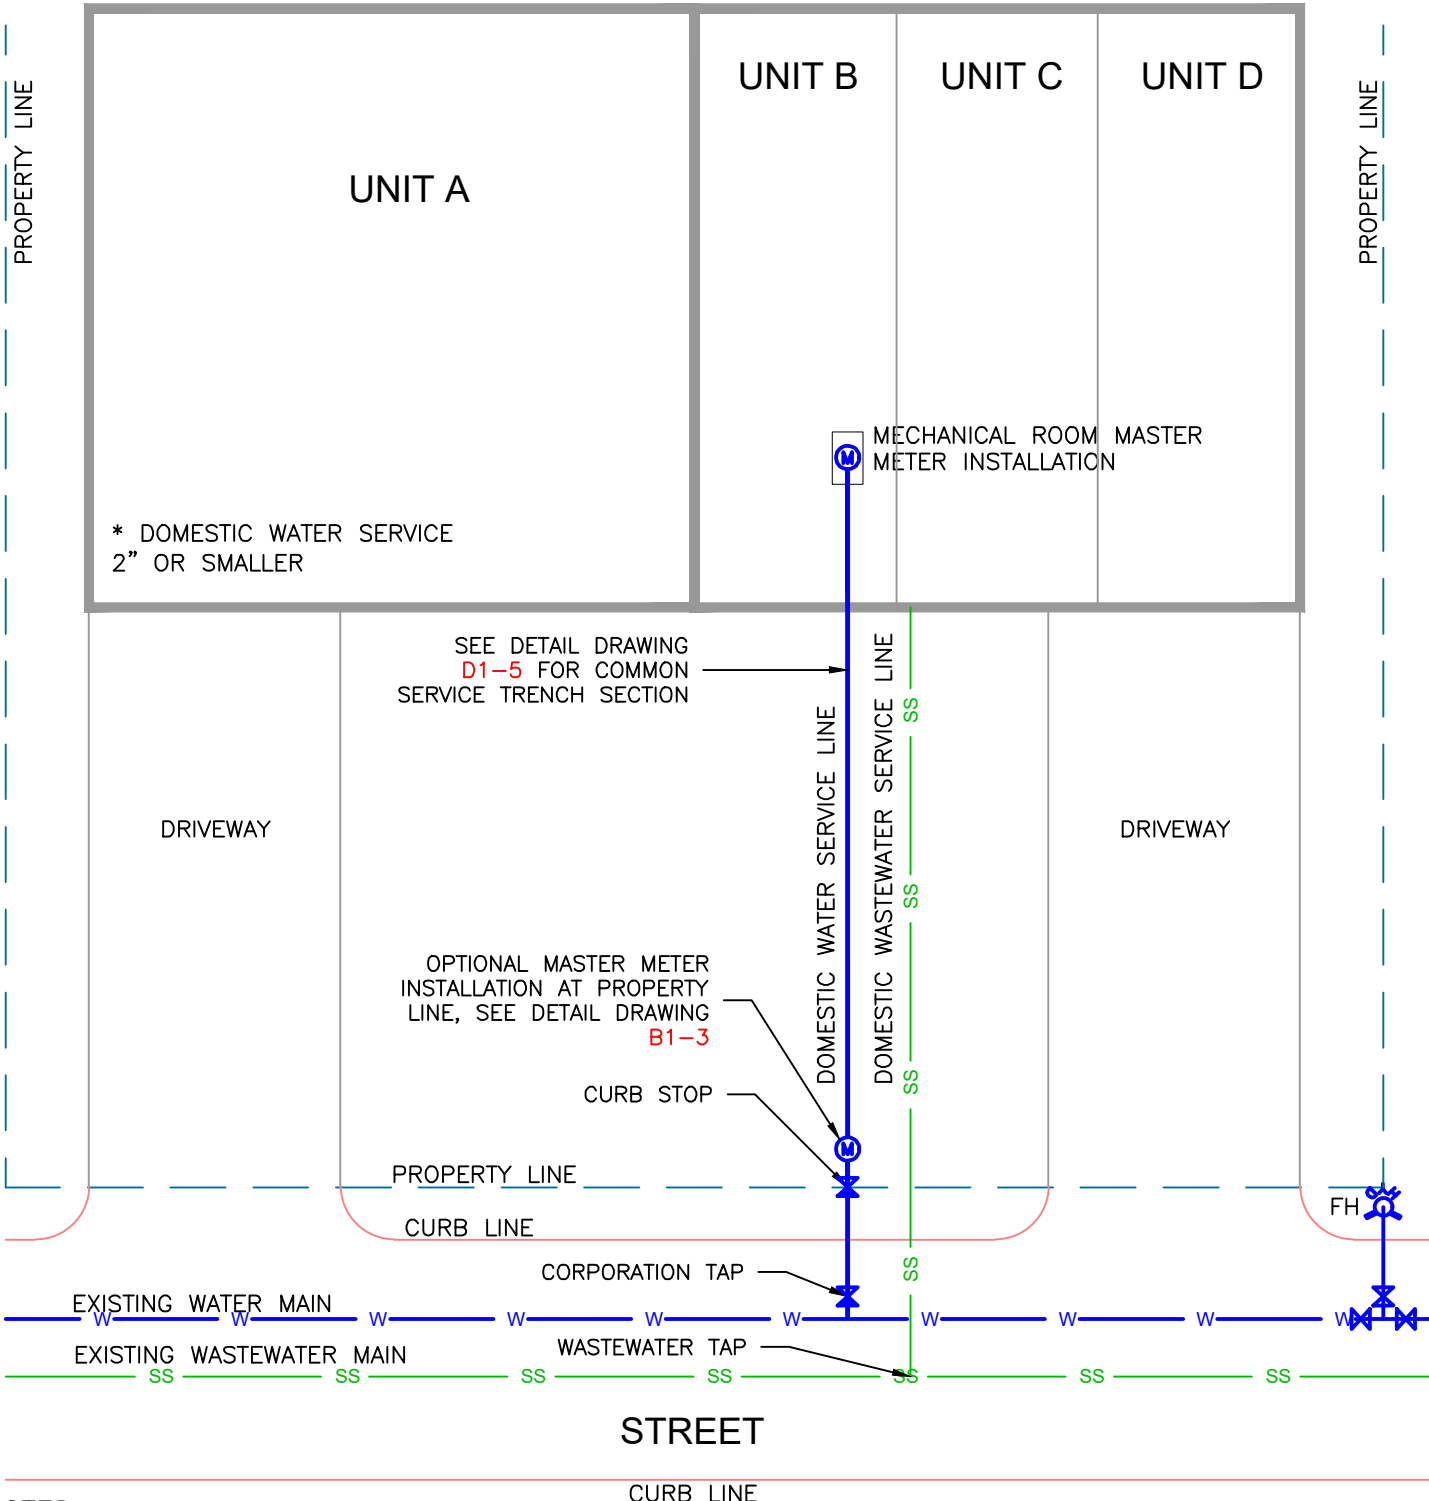 UNIT A
UNIT B
UNIT C
UNIT D
PROPERTY LINE
PROPERTY LINE
MECHANICAL ROOM MASTER
METER INSTALLATION
M
* DOMESTIC WATER SERVICE
2” OR SMALLER
SEE DETAIL DRAWING
D1-5 FOR COMMON
SERVICE TRENCH SECTION
DOMESTIC WATER SERVICE LINE
DOMESTIC WASTEWATER SERVICE LINE
SS
SS
SS
SS
DRIVEWAY
DRIVEWAY
OPTIONAL MASTER METER
INSTALLATION AT PROPERTY
LINE, SEE DETAIL DRAWING
B1-3
CURB STOP
M
PROPERTY LINE
FH
CURB LINE
CORPORATION TAP
EXISTING WATER MAIN
W W W W W W W W W W
EXISTING WASTEWATER MAIN
WASTEWATER TAP
SS SS SS SS SS SS SS
STREET
CURB LINE